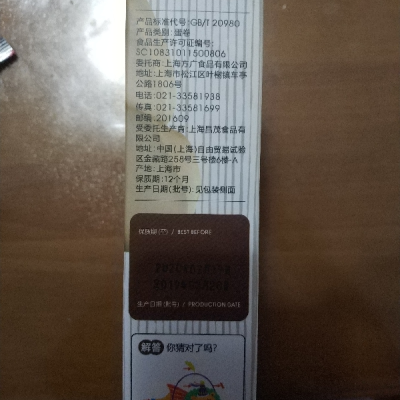 产品标准代号:GB/T 20980
产品类别:蛋卷
食品生产许可证编号:
SC10831011500806
委托商:上海方广食品有限公司
地址:上海市松江区叶榭镇车亭
公路1806号
电话:021-33581938
传真:021-33581699
邮编:201609
受委托生产商:上海昌茂食品有
限公司
地址:中国(上海)自由贸易试验
区金藏路258号三号楼6楼-A
产地:上海市
保质期:12个月
生产日期(批号):见包装侧面
/ BEST BEFORE
生产日期(批号) / PRODUCTION DATE
解答 你猜对了吗?